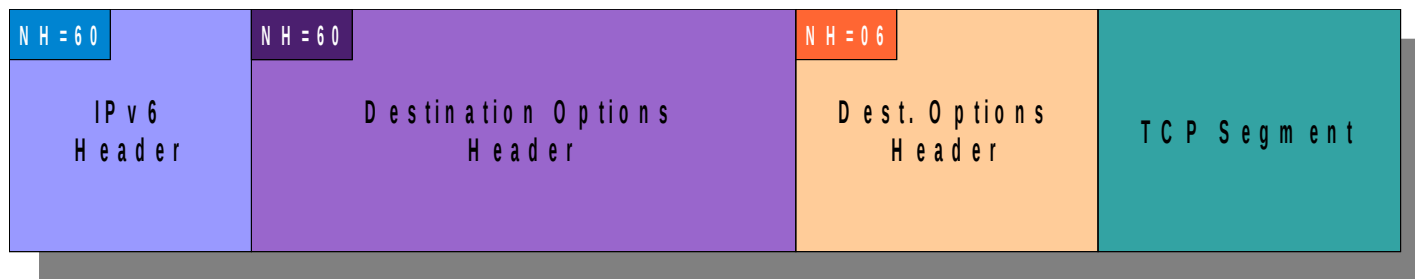 NH=60
IPv6
Header
NH=60
Destination Options
Header
NH=06
Dest. Options
Header
TCP Segment